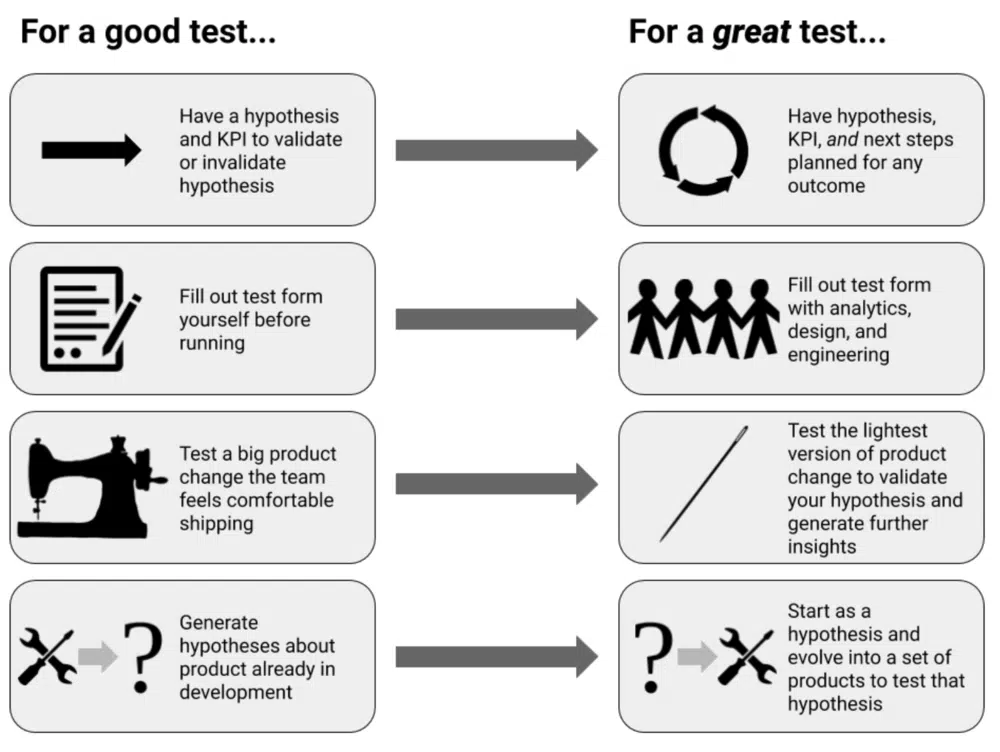 For a good test...
For a great test...
Have a hypothesis
and KPI to validate
or invalidate
hypothesis
Have hypothesis,
KPI, and next steps
planned for any
outcome
Fill out test form
yourself before
running
Fill out test form
with analytics,
design, and
engineering
Test a big product
change the team
feels comfortable
shipping
Test the lightest
version of product
change to validate
your hypothesis and
generate further
insights
?
Generate
hypotheses about
product already in
development
?
Start as a
hypothesis and
evolve into a set of
products to test that
hypothesis